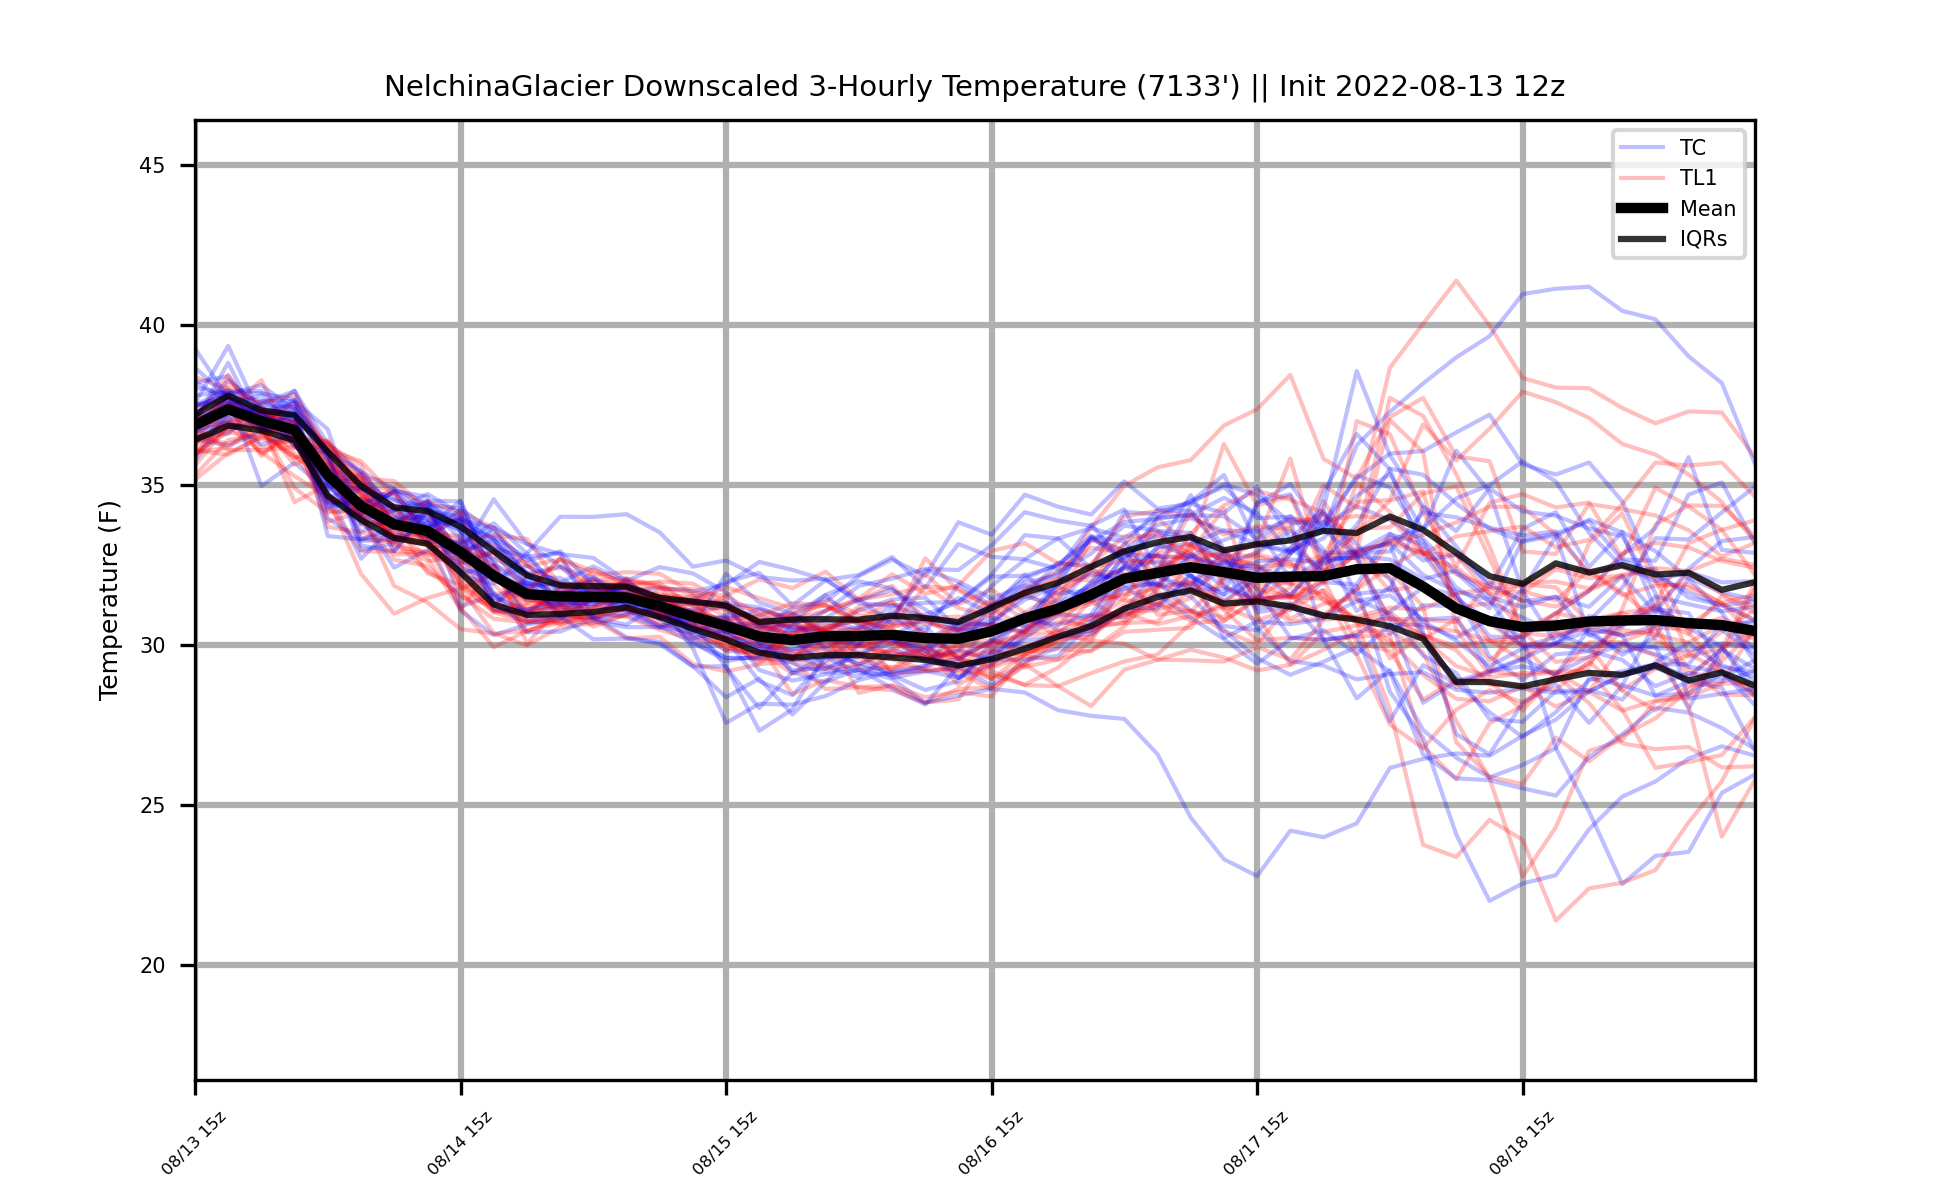 NelchinaGlacier Downscaled 3-Hourly Temperature (7133') || Init 2022-08-13 12z
TC
TL1
Mean
IQRs
Temperature (F)
45
40
35
30
25
20
08/13 15z
08/14 15z
08/15 15z
08/16 15z
08/17 15z
08/18 15z